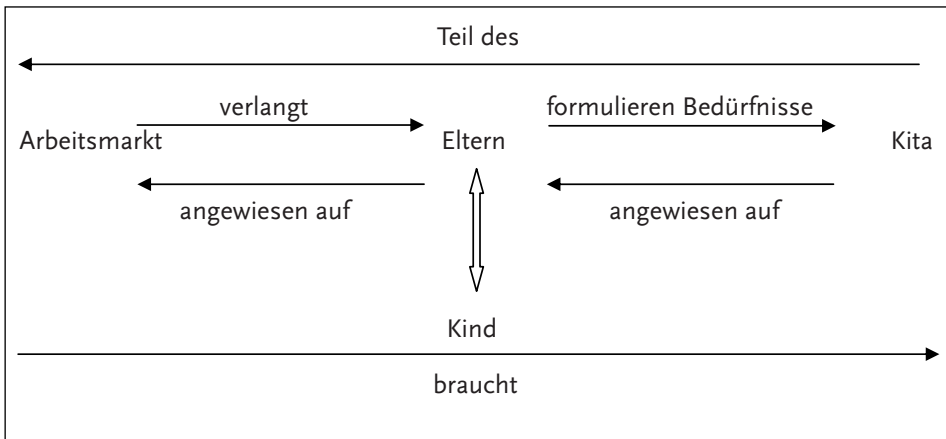 Teil des
verlangt
formulieren Bedürfnisse
Arbeitsmarkt
Eltern
Kita
angewiesen auf
angewiesen auf
Kind
braucht